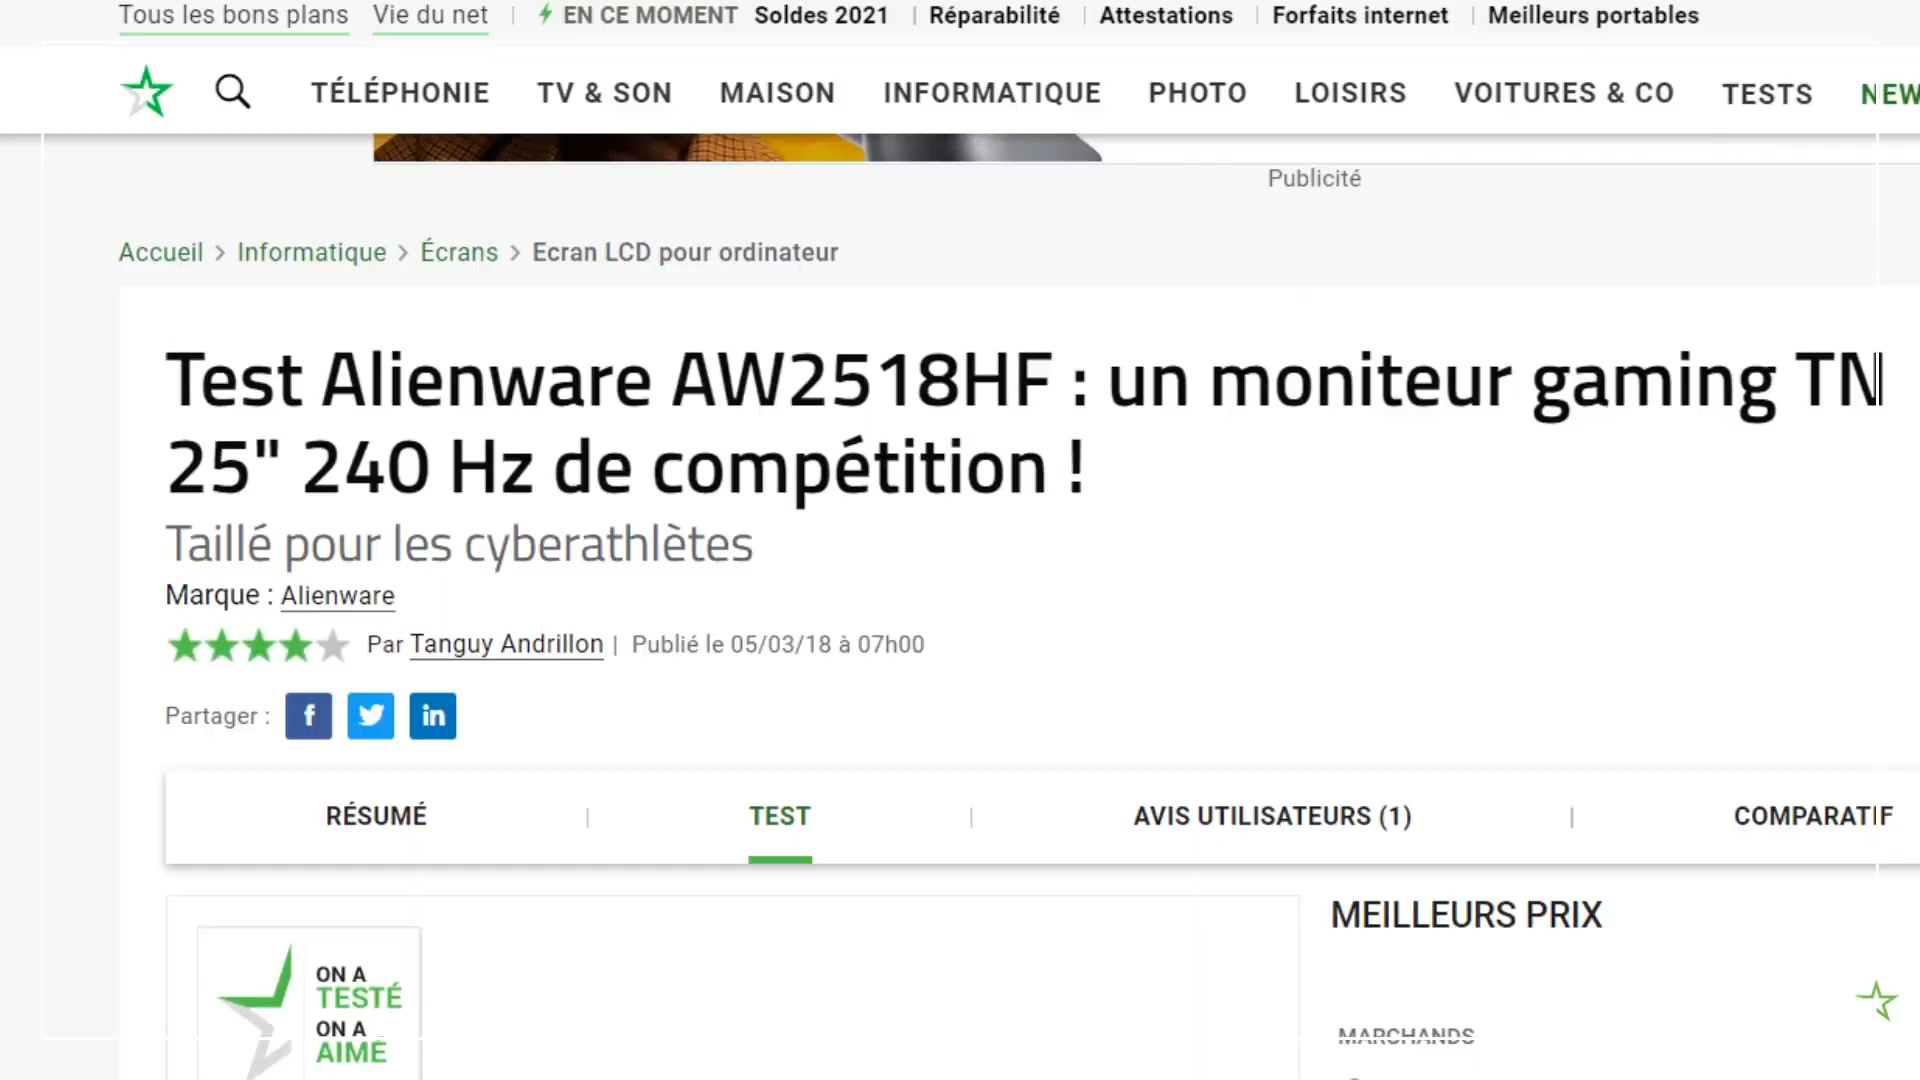 Tous les bons plans Vie du net | EN CE MOMENT Soldes 2021 | Réparabilité | Attestations | Forfaits internet | Meilleurs portables
TÉLÉPHONIE TV & SON MAISON INFORMATIQUE PHOTO LOISIRS VOITURES & CO TESTS NEW
Publicité
Accueil > Informatique > Écrans > Ecran LCD pour ordinateur
Test Alienware AW2518HF : un moniteur gaming TN
25" 240 Hz de compétition !
Taillé pour les cyberathlètes
Marque : Alienware
Par Tanguy Andrillon | Publié le 05/03/18 à 07h00
Partager : f in
RÉSUMÉ | TEST | AVIS UTILISATEURS (1) | COMPARATIF
MEILLEURS PRIX
ON A
TESTÉ
ON A
AIMÉ
MARCHANDS